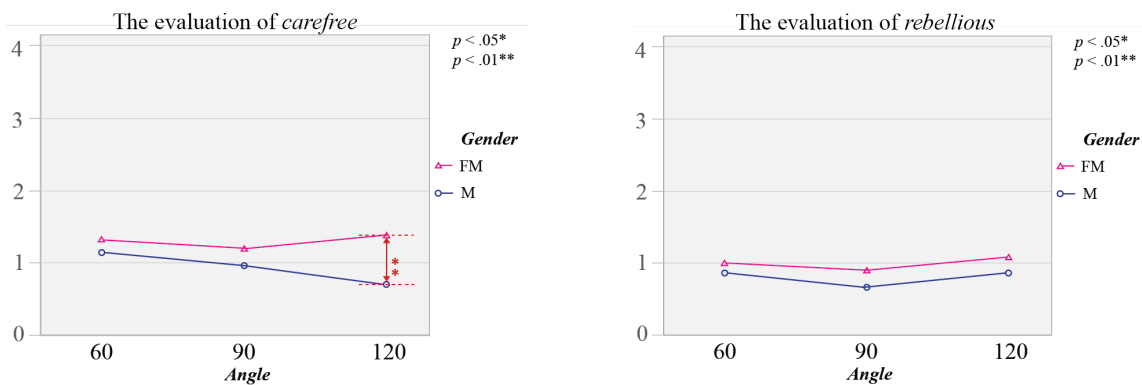 The evaluation of carefree
p < .05*
p < .01**
4
3
2
1
0
Gender
FM
M
**
60 90 120
Angle
The evaluation of rebellious
p < .05*
p < .01**
4
3
2
1
0
Gender
FM
M
60 90 120
Angle